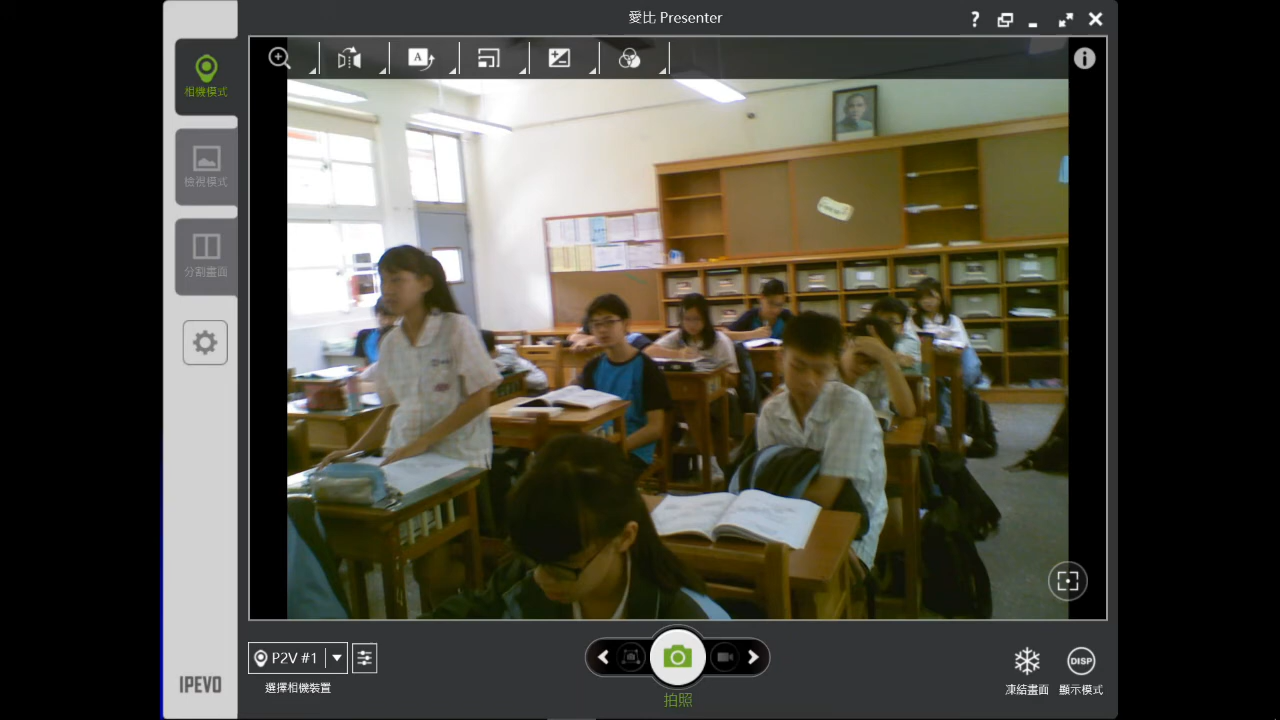 愛比 Presenter
?
相機模式
檢視模式
分割畫面
A
P2V #1
選擇相機裝置
拍照
DISP
凍結畫面
顯示模式
IPEVO